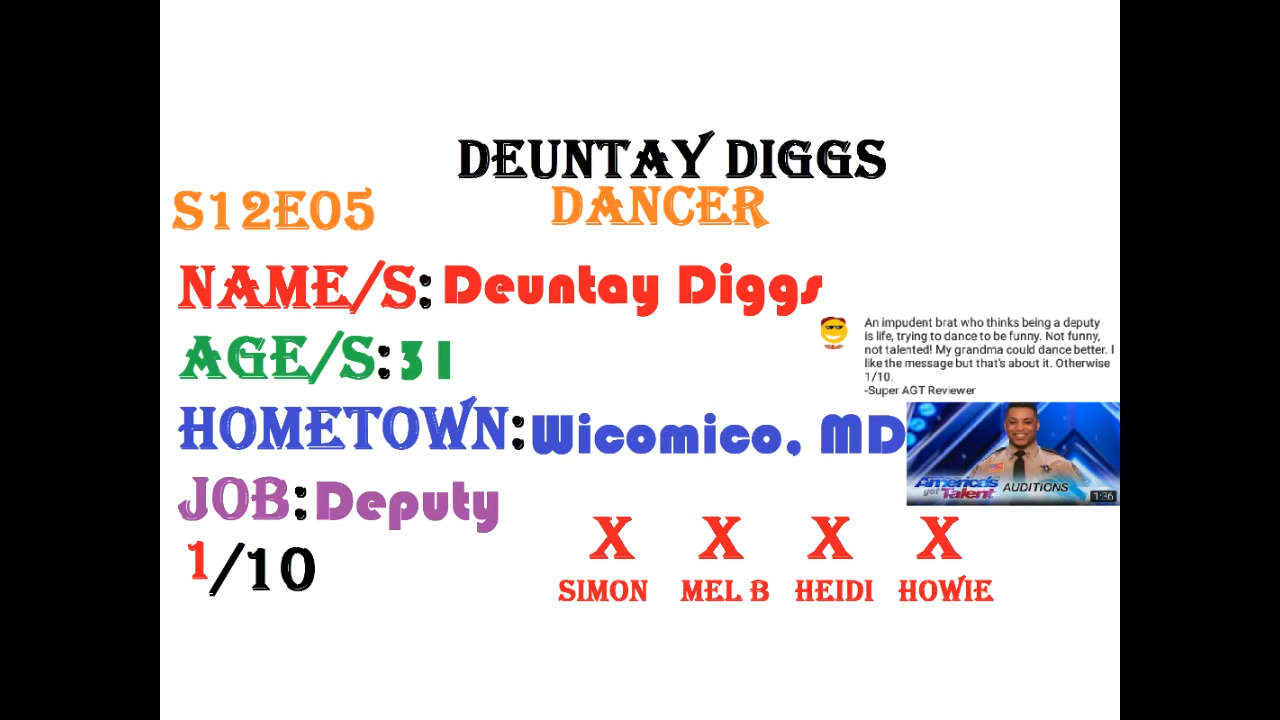 DEUNTAY DIGGS
S12E05
DANCER
NAME/S: Deuntay Diggs
AGE/S: 31
HOMETOWN: Wicomico, MD
JOB: Deputy
1/10
An impudent brat who thinks being a deputy
is life, trying to dance to be funny. Not funny,
not talented! My grandma could dance better. I
like the message but that's about it. Otherwise
1/10.
-Super AGT Reviewer
America's
got Talent AUDITIONS
1:36
X X X X
SIMON MEL B HEIDI HOWIE